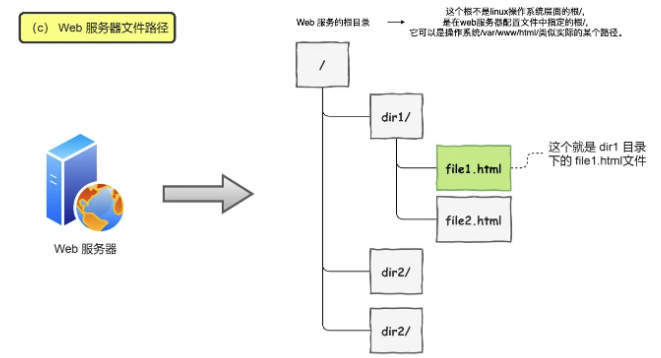 (c) Web 服务器文件路径
Web 服务的根目录
这个根不是linux操作系统层面的根/,
是在web服务器配置文件中指定的根/,
它可以是操作系统/var/www/html/类似实际的某个路径。
/
dir1/
file1.html
这个就是 dir1 目录
下的 file1.html文件
file2.html
Web 服务器
dir2/
dir2/